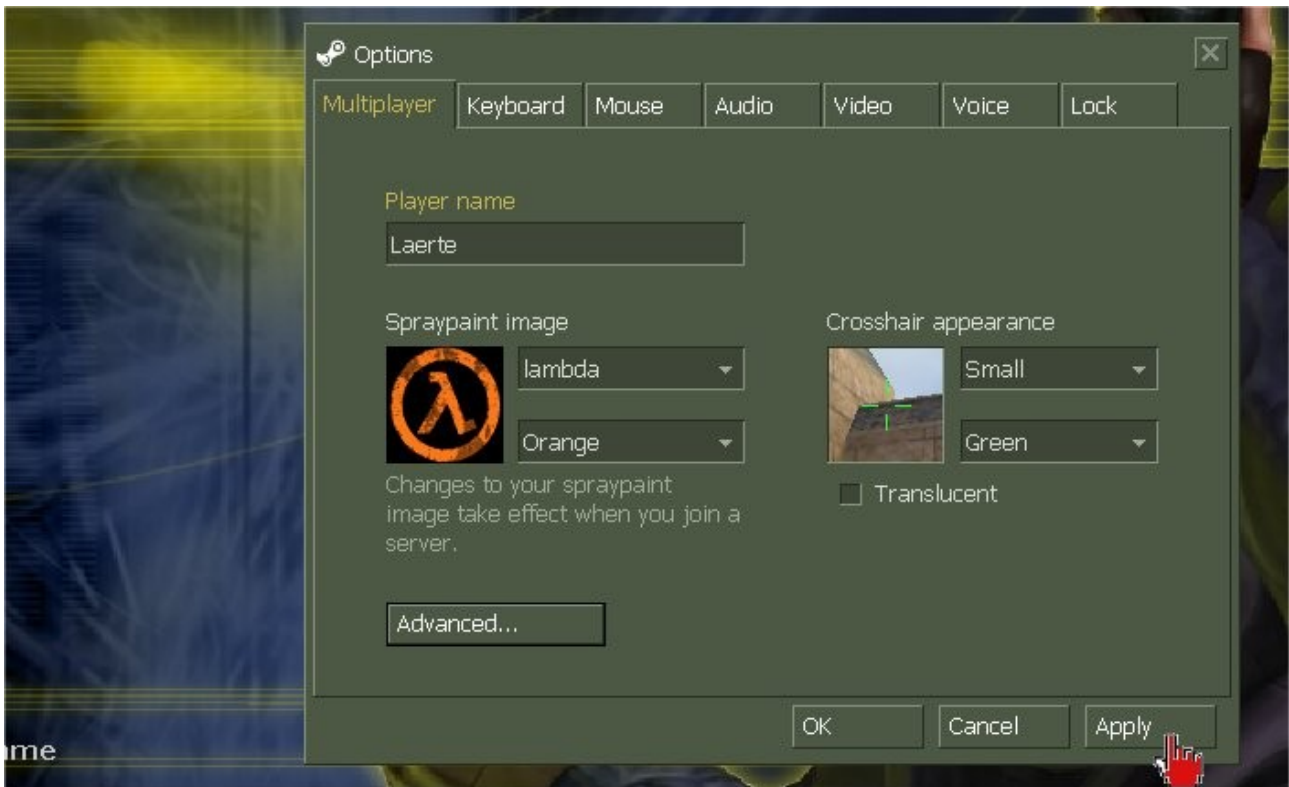 Options
Multiplayer Keyboard Mouse Audio Video Voice Lock
Player name
Laerte
Spraypaint image
Crosshair appearance
lambda
Small
Orange
Green
Changes to your spraypaint
image take effect when you join a
server.
Translucent
Advanced...
OK Cancel Apply